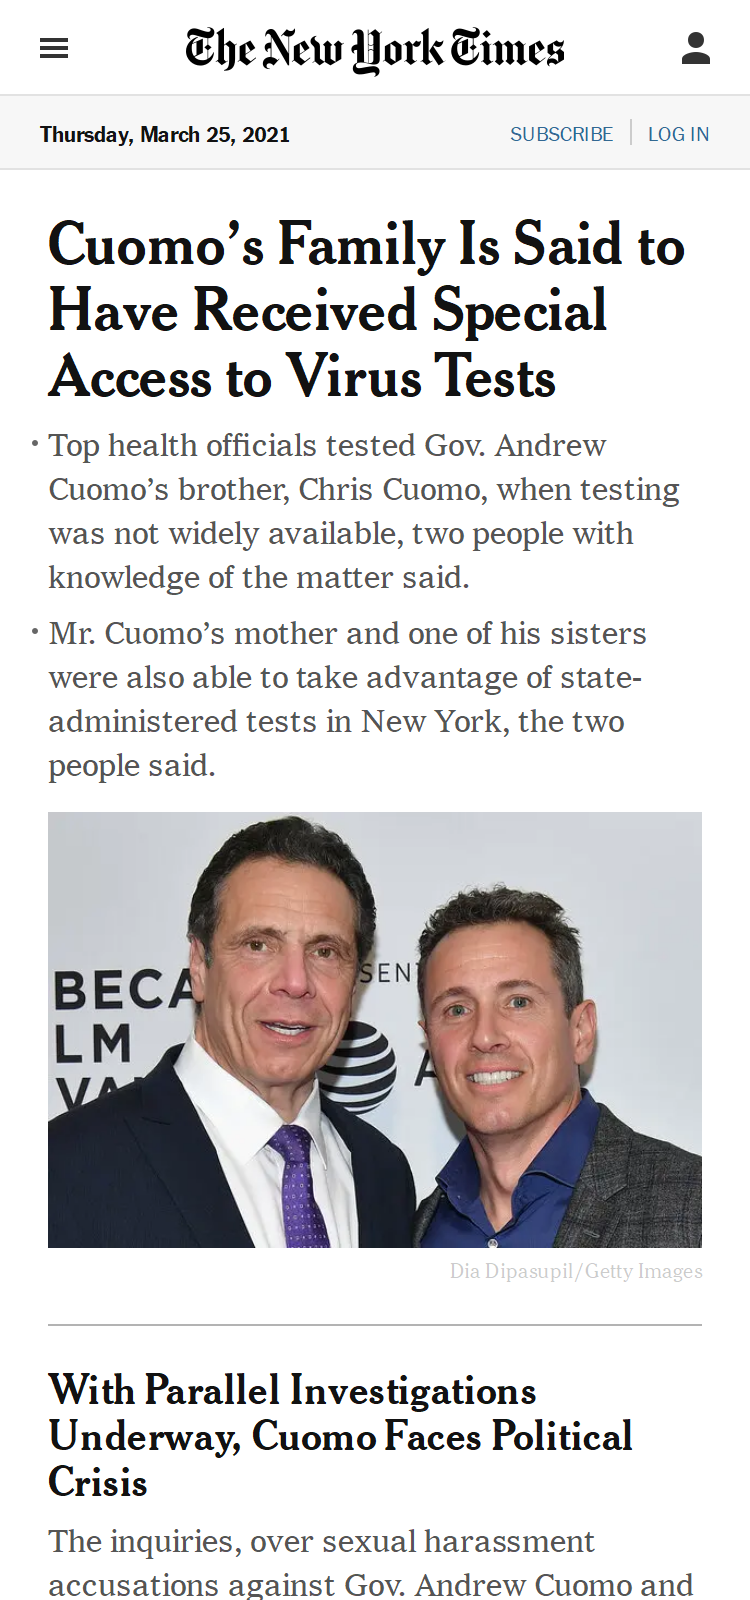 The New York Times
Thursday, March 25, 2021
SUBSCRIBE
LOG IN
Cuomo’s Family Is Said to
Have Received Special
Access to Virus Tests
• Top health officials tested Gov. Andrew
Cuomo’s brother, Chris Cuomo, when testing
was not widely available, two people with
knowledge of the matter said.
• Mr. Cuomo’s mother and one of his sisters
were also able to take advantage of state-
administered tests in New York, the two
people said.
BECA
SENT
LM
A
VA
Dia Dipasupil/Getty Images
With Parallel Investigations
Underway, Cuomo Faces Political
Crisis
The inquiries, over sexual harassment
accusations against Gov. Andrew Cuomo and